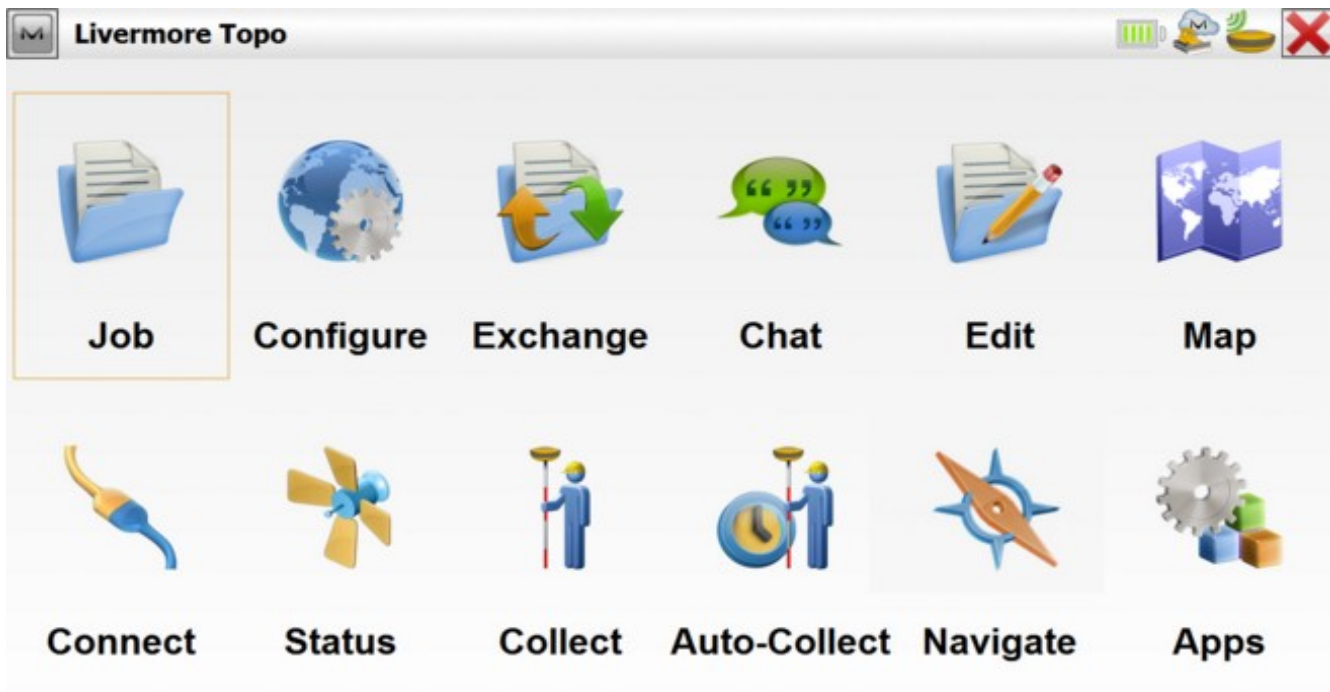 Livermore Topo
Job Configure Exchange Chat Edit Map
Connect Status Collect Auto-Collect Navigate Apps